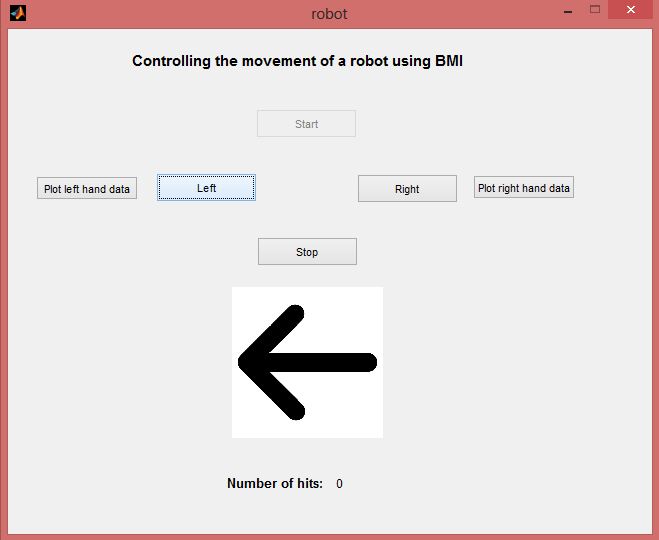 robot
Controlling the movement of a robot using BMI
Start
Plot left hand data
Left
Right
Plot right hand data
Stop
Number of hits: 0